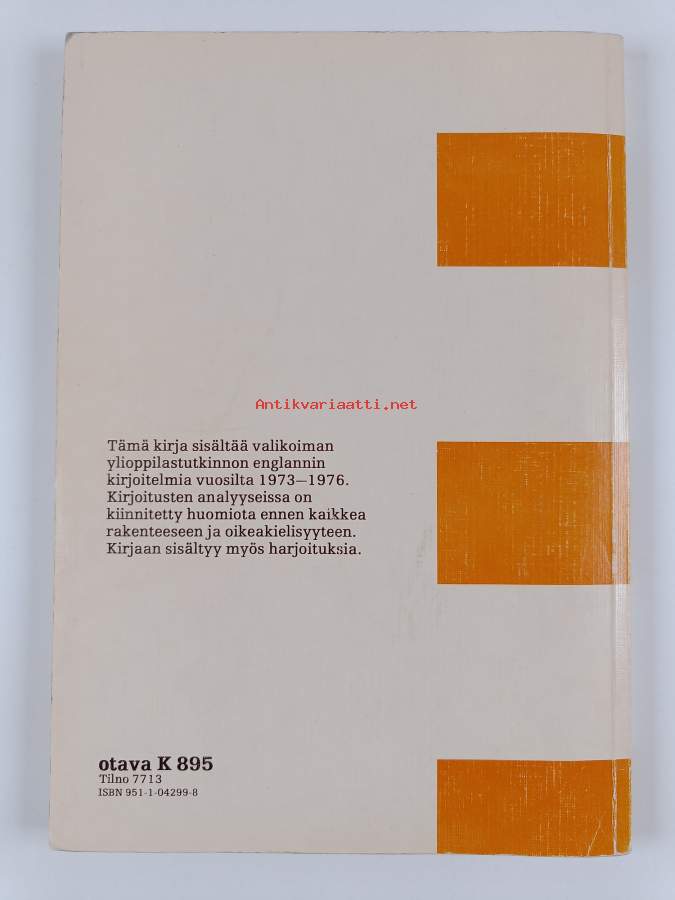 Antikvariaatti.net
Tämä kirja sisältää valikoiman
ylioppilastutkinnon englannin
kirjoitelmia vuosilta 1973—1976.
Kirjoitusten analyyseissa on
kiinnitetty huomiota ennen kaikkea
rakenteeseen ja oikeakielisyyteen.
Kirjaan sisältyy myös harjoituksia.
otava K 895
Tilno 7713
ISBN 951-1-04299-8